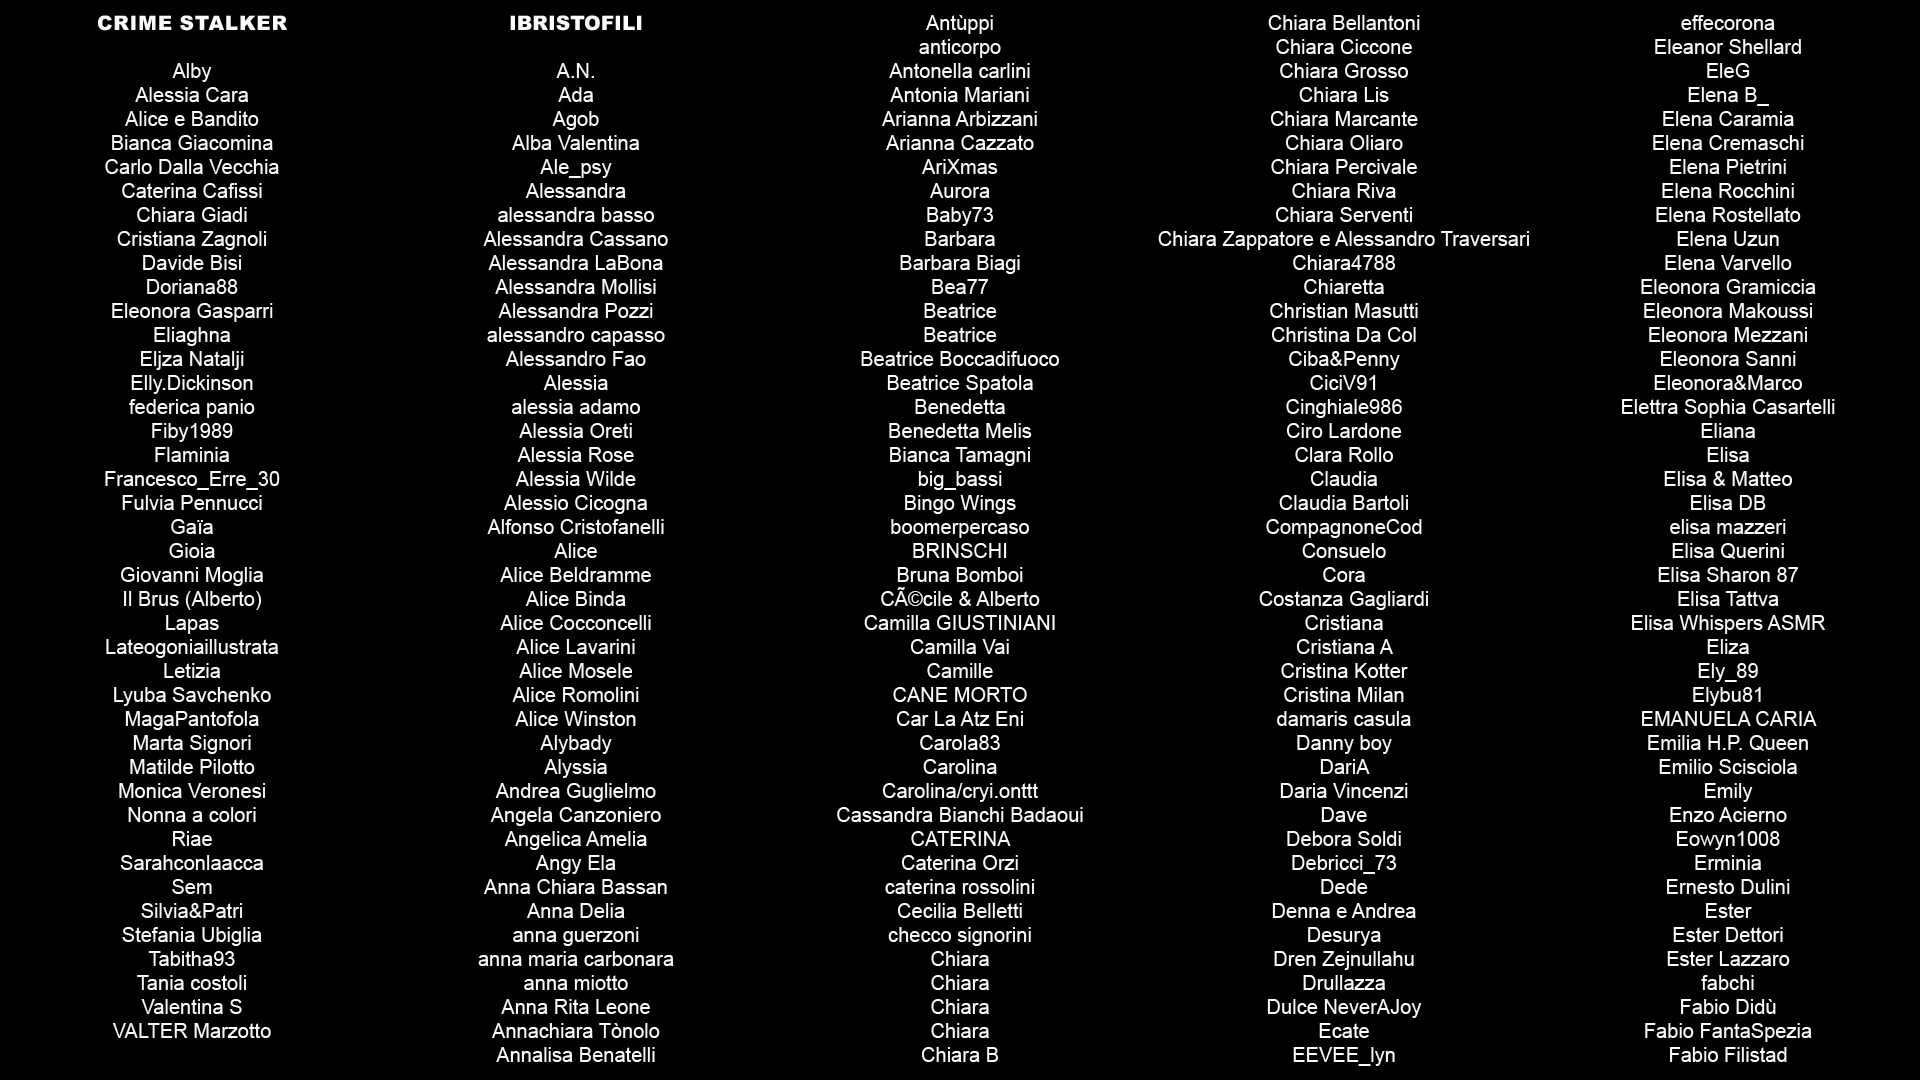 CRIME STALKER
Alby
Alessia Cara
Alice e Bandito
Bianca Giacomina
Carlo Dalla Vecchia
Caterina Cafissi
Chiara Giadi
Cristiana Zagnoli
Davide Bisi
Doriana88
Eleonora Gasparri
Eliaghna
Eljza Natalji
Elly.Dickinson
federica panio
Fiby1989
Flaminia
Francesco_Erre_30
Fulvia Pennucci
Gaïa
Gioia
Giovanni Moglia
Il Brus (Alberto)
Lapas
Lateogoniaillustrata
Letizia
Lyuba Savchenko
MagaPantofola
Marta Signori
Matilde Pilotto
Monica Veronesi
Nonna a colori
Riae
Sarahconlaacca
Sem
Silvia&Patri
Stefania Ubiglia
Tabitha93
Tania costoli
Valentina S
VALTER Marzotto
IBRISTOFILI
A.N.
Ada
Agob
Alba Valentina
Ale_psy
Alessandra
alessandra basso
Alessandra Cassano
Alessandra LaBona
Alessandra Mollisi
Alessandra Pozzi
alessandro capasso
Alessandro Fao
Alessia
alessia adamo
Alessia Oreti
Alessia Rose
Alessia Wilde
Alessio Cicogna
Alfonso Cristofanelli
Alice
Alice Beldramme
Alice Binda
Alice Cocconcelli
Alice Lavarini
Alice Mosele
Alice Romolini
Alice Winston
Alybady
Alyssia
Andrea Guglielmo
Angela Canzoniero
Angelica Amelia
Angy Ela
Anna Chiara Bassan
Anna Delia
anna guerzoni
anna maria carbonara
anna miotto
Anna Rita Leone
Annachiara Tònolo
Annalisa Benatelli
Antùppi
anticorpo
Antonella carlini
Antonia Mariani
Arianna Arbizzani
Arianna Cazzato
AriXmas
Aurora
Baby73
Barbara
Barbara Biagi
Bea77
Beatrice
Beatrice
Beatrice Boccadifuoco
Beatrice Spatola
Benedetta
Benedetta Melis
Bianca Tamagni
big_bassi
Bingo Wings
boomerpercaso
BRINSCHI
Bruna Bomboi
CÃ©cile & Alberto
Camilla GIUSTINIANI
Camilla Vai
Camille
CANE MORTO
Car La Atz Eni
Carola83
Carolina
Carolina/cryi.onttt
Cassandra Bianchi Badaoui
CATERINA
Caterina Orzi
caterina rossolini
Cecilia Belletti
checco signorini
Chiara
Chiara
Chiara
Chiara
Chiara B
Chiara Bellantoni
Chiara Ciccone
Chiara Grosso
Chiara Lis
Chiara Marcante
Chiara Oliaro
Chiara Percivale
Chiara Riva
Chiara Serventi
Chiara Zappatore e Alessandro Traversari
Chiara4788
Chiaretta
Christian Masutti
Christina Da Col
Ciba&Penny
CiciV91
Cinghiale986
Ciro Lardone
Clara Rollo
Claudia
Claudia Bartoli
CompagnoneCod
Consuelo
Cora
Costanza Gagliardi
Cristiana
Cristiana A
Cristina Kotter
Cristina Milan
damaris casula
Danny boy
DariA
Daria Vincenzi
Dave
Debora Soldi
Debricci_73
Dede
Denna e Andrea
Desurya
Dren Zejnullahu
Drullazza
Dulce NeverAJoy
Ecate
EEVEE_lyn
effecorona
Eleanor Shellard
EleG
Elena B_
Elena Caramia
Elena Cremaschi
Elena Pietrini
Elena Rocchini
Elena Rostellato
Elena Uzun
Elena Varvello
Eleonora Gramiccia
Eleonora Makoussi
Eleonora Mezzani
Eleonora Sanni
Eleonora&Marco
Elettra Sophia Casartelli
Eliana
Elisa
Elisa & Matteo
Elisa DB
elisa mazzeri
Elisa Querini
Elisa Sharon 87
Elisa Tattva
Elisa Whispers ASMR
Eliza
Ely_89
Elybu81
EMANUELA CARIA
Emilia H.P. Queen
Emilio Scisciola
Emily
Enzo Acierno
Eowyn1008
Erminia
Ernesto Dulini
Ester
Ester Dettori
Ester Lazzaro
fabchi
Fabio Didù
Fabio FantaSpezia
Fabio Filistad